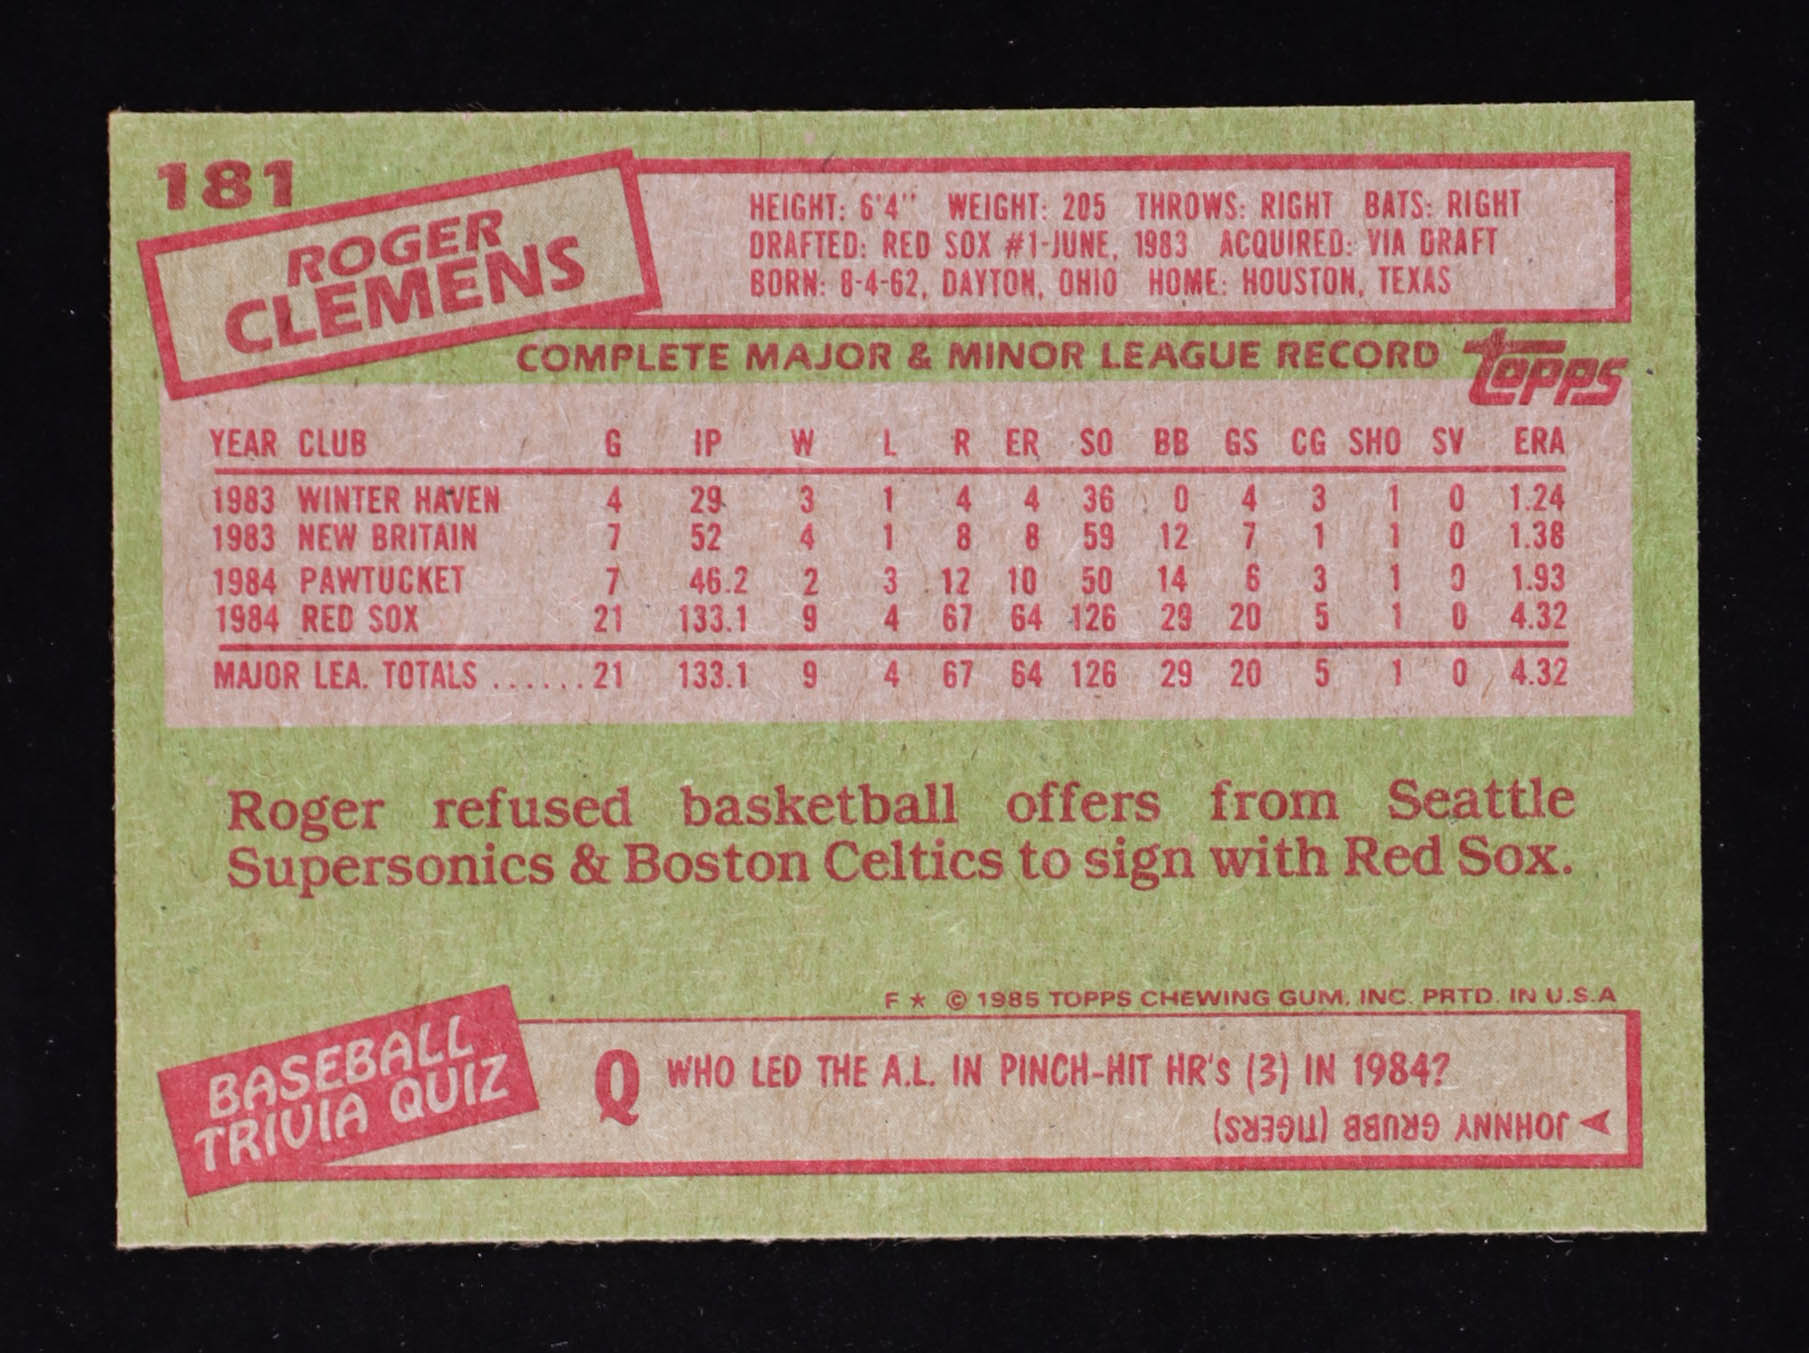 181
ROGER
CLEMENS
HEIGHT: 6'4" WEIGHT: 205 THROWS: RIGHT BATS: RIGHT
DRAFTED: RED SOX #1-JUNE, 1983 ACQUIRED: VIA DRAFT
BORN: 8-4-62, DAYTON, OHIO HOME: HOUSTON, TEXAS
COMPLETE MAJOR & MINOR LEAGUE RECORD topps
YEAR CLUB G IP W L R ER SO BB GS CG SHO SV ERA
1983 WINTER HAVEN 4 29 3 1 4 4 36 0 4 3 1 0 1.24
1983 NEW BRITAIN 7 52 4 1 8 8 59 12 7 1 1 0 1.38
1984 PAWTUCKET 7 46.2 2 3 12 10 50 14 6 3 1 0 1.93
1984 RED SOX 21 133.1 9 4 67 64 126 29 20 5 1 0 4.32
MAJOR LEA. TOTALS ...... 21 133.1 9 4 67 64 126 29 20 5 1 0 4.32
Roger refused basketball offers from Seattle
Supersonics & Boston Celtics to sign with Red Sox.
F * © 1985 TOPPS CHEWING GUM, INC. PRTD. IN U.S.A
BASEBALL
TRIVIA QUIZ
Q WHO LED THE A.L. IN PINCH-HIT HR'S (3) IN 1984?
JOHNNY GRUBB (TIGERS)